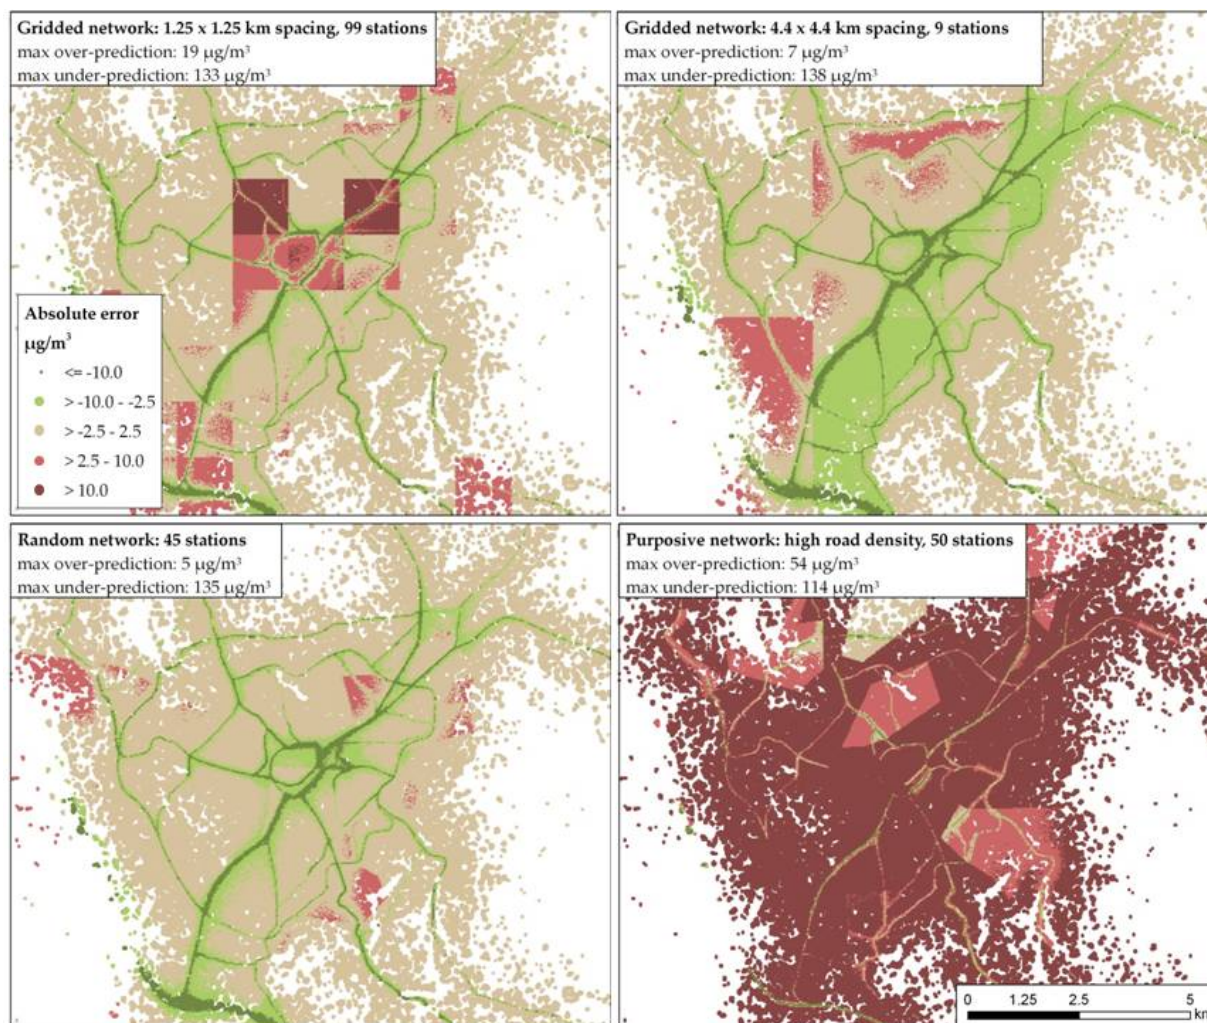 Gridded network: 1.25 x 1.25 km spacing, 99 stations
max over-prediction: 19 µg/m³
max under-prediction: 133 µg/m³
Gridded network: 4.4 x 4.4 km spacing, 9 stations
max over-prediction: 7 µg/m³
max under-prediction: 138 µg/m³
Absolute error
µg/m³
<= -10.0
> -10.0 - -2.5
> -2.5 - 2.5
> 2.5 - 10.0
> 10.0
Random network: 45 stations
max over-prediction: 5 µg/m³
max under-prediction: 135 µg/m³
Purposive network: high road density, 50 stations
max over-prediction: 54 µg/m³
max under-prediction: 114 µg/m³
0 1.25 2.5 5
km